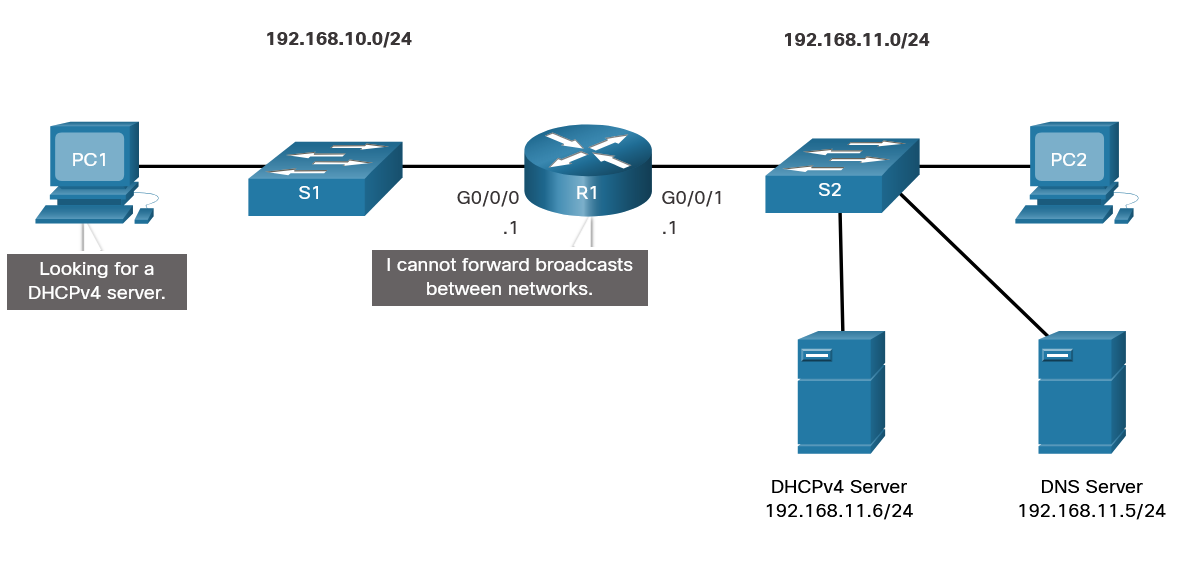 192.168.10.0/24
192.168.11.0/24
PC1
S1
R1
S2
PC2
G0/0/0
.1
G0/0/1
.1
Looking for a
DHCPv4 server.
I cannot forward broadcasts
between networks.
DHCPv4 Server
192.168.11.6/24
DNS Server
192.168.11.5/24